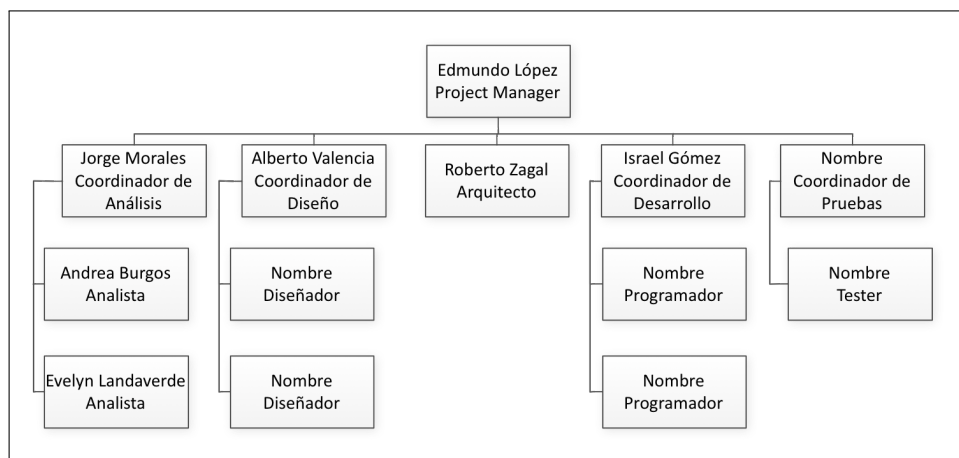 Edmundo López
Project Manager
Jorge Morales
Coordinador de
Análisis
Alberto Valencia
Coordinador de
Diseño
Roberto Zagal
Arquitecto
Israel Gómez
Coordinador de
Desarrollo
Nombre
Coordinador de
Pruebas
Andrea Burgos
Analista
Nombre
Diseñador
Nombre
Programador
Nombre
Tester
Evelyn Landaverde
Analista
Nombre
Diseñador
Nombre
Programador